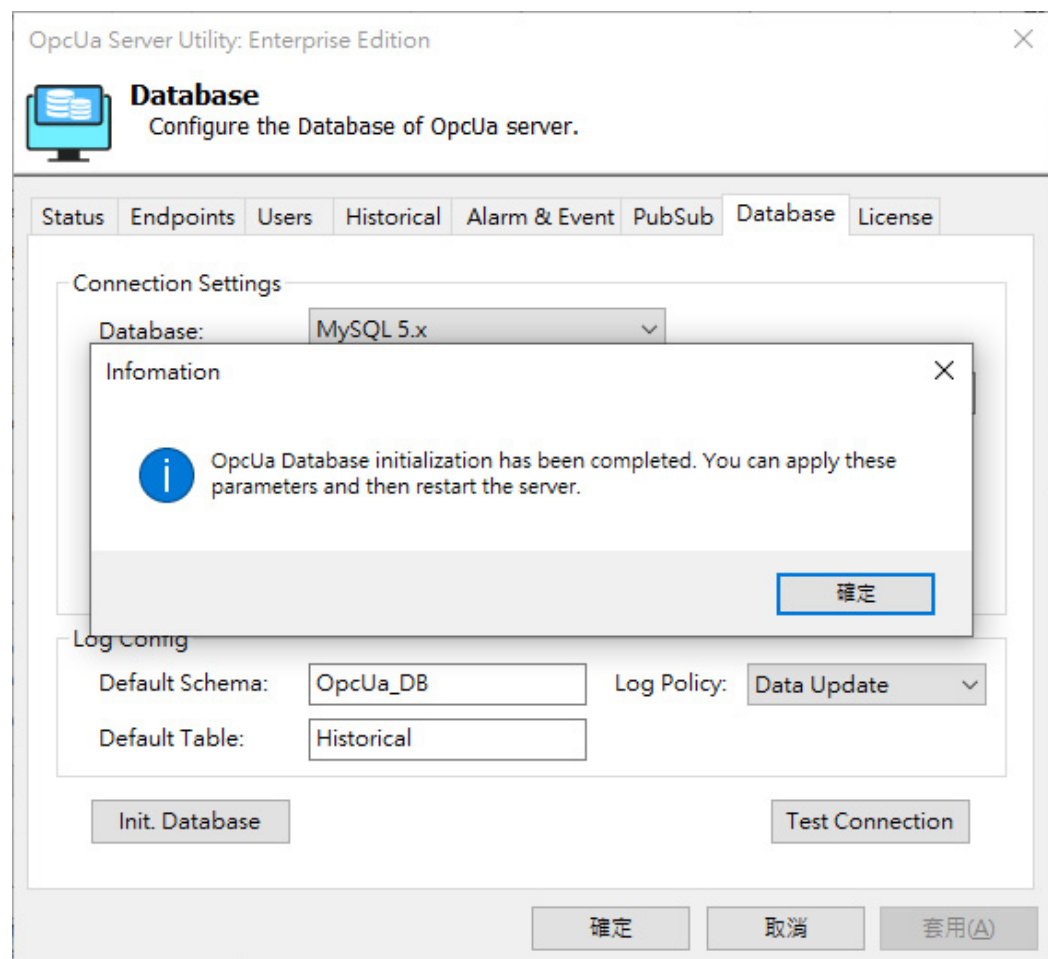 OpcUa Server Utility: Enterprise Edition
Database
Configure the Database of OpcUa server.
Status Endpoints Users Historical Alarm & Event PubSub Database License
Connection Settings
Database: MySQL 5.x
Infomation
OpcUa Database initialization has been completed. You can apply these
parameters and then restart the server.
確定
Log Config
Default Schema: OpcUa_DB Log Policy: Data Update
Default Table: Historical
Init. Database Test Connection
確定 取消 套用(A)